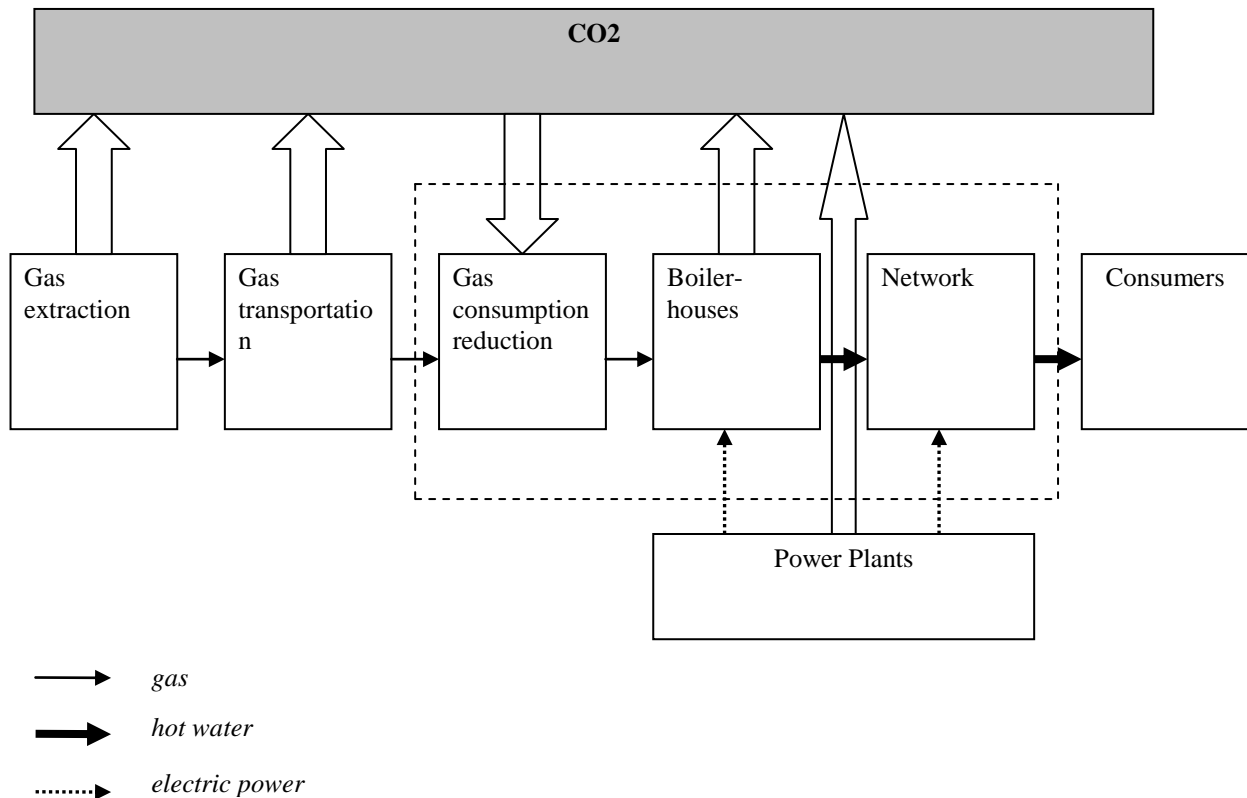 CO2
Gas
extraction
Gas
transportatio
n
Gas
consumption
reduction
Boiler-
houses
Network
Consumers
Power Plants
gas
hot water
electric power